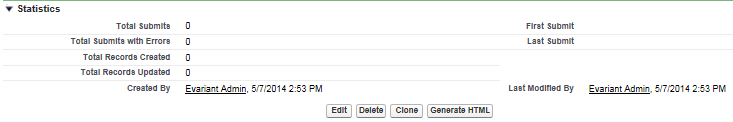 Statistics
Total Submits 0 First Submit
Total Submits with Errors 0 Last Submit
Total Records Created 0
Total Records Updated 0
Created By Evariant Admin, 5/7/2014 2:53 PM Last Modified By Evariant Admin, 5/7/2014 2:53 PM
Edit Delete Clone Generate HTML